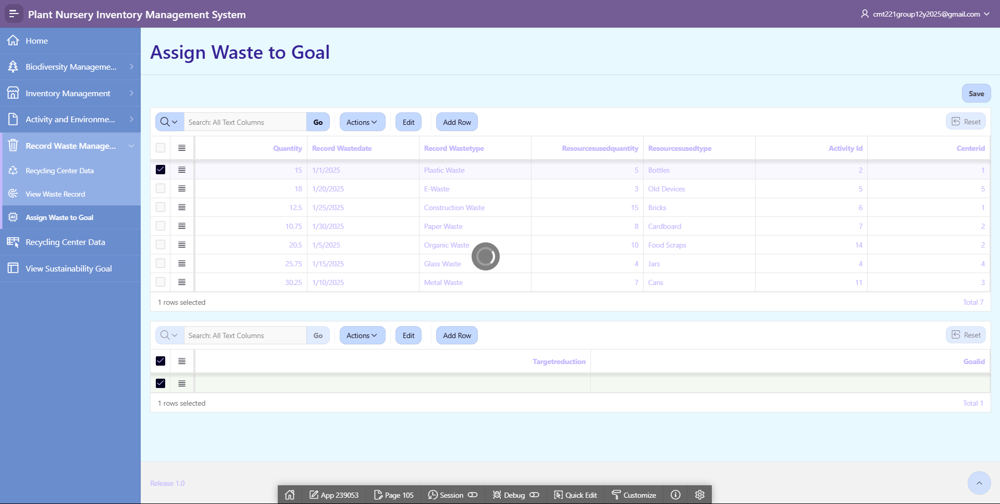 Plant Nursery Inventory Management System
cmt221group12y2025@gmail.com
Home
Biodiversity Manageme...
Inventory Management
Activity and Environme...
Record Waste Manage...
Recycling Center Data
View Waste Record
AI Assign Waste to Goal
Recycling Center Data
View Sustainability Goal
Assign Waste to Goal
Save
Search: All Text Columns Go Actions Edit Add Row Reset
Quantity Record Wastedate Record Wastetype Resourcesusedquantity Resourcesusedtype Activity Id Centerid
15 1/1/2025 Plastic Waste 5 Bottles 2 1
18 1/20/2025 E-Waste 3 Old Devices 5 5
12.5 1/25/2025 Construction Waste 15 Bricks 6 1
10.75 1/30/2025 Paper Waste 8 Cardboard 7 2
20.5 1/5/2025 Organic Waste 10 Food Scraps 14 2
25.75 1/15/2025 Glass Waste 4 Jars 4 4
30.25 1/10/2025 Metal Waste 7 Cans 11 3
1 rows selected Total 7
Search: All Text Columns Go Actions Edit Add Row Reset
Targetreduction Goalid
1 rows selected Total 1
Release 1.0
App 239053 Page 105 Session Debug Quick Edit Customize